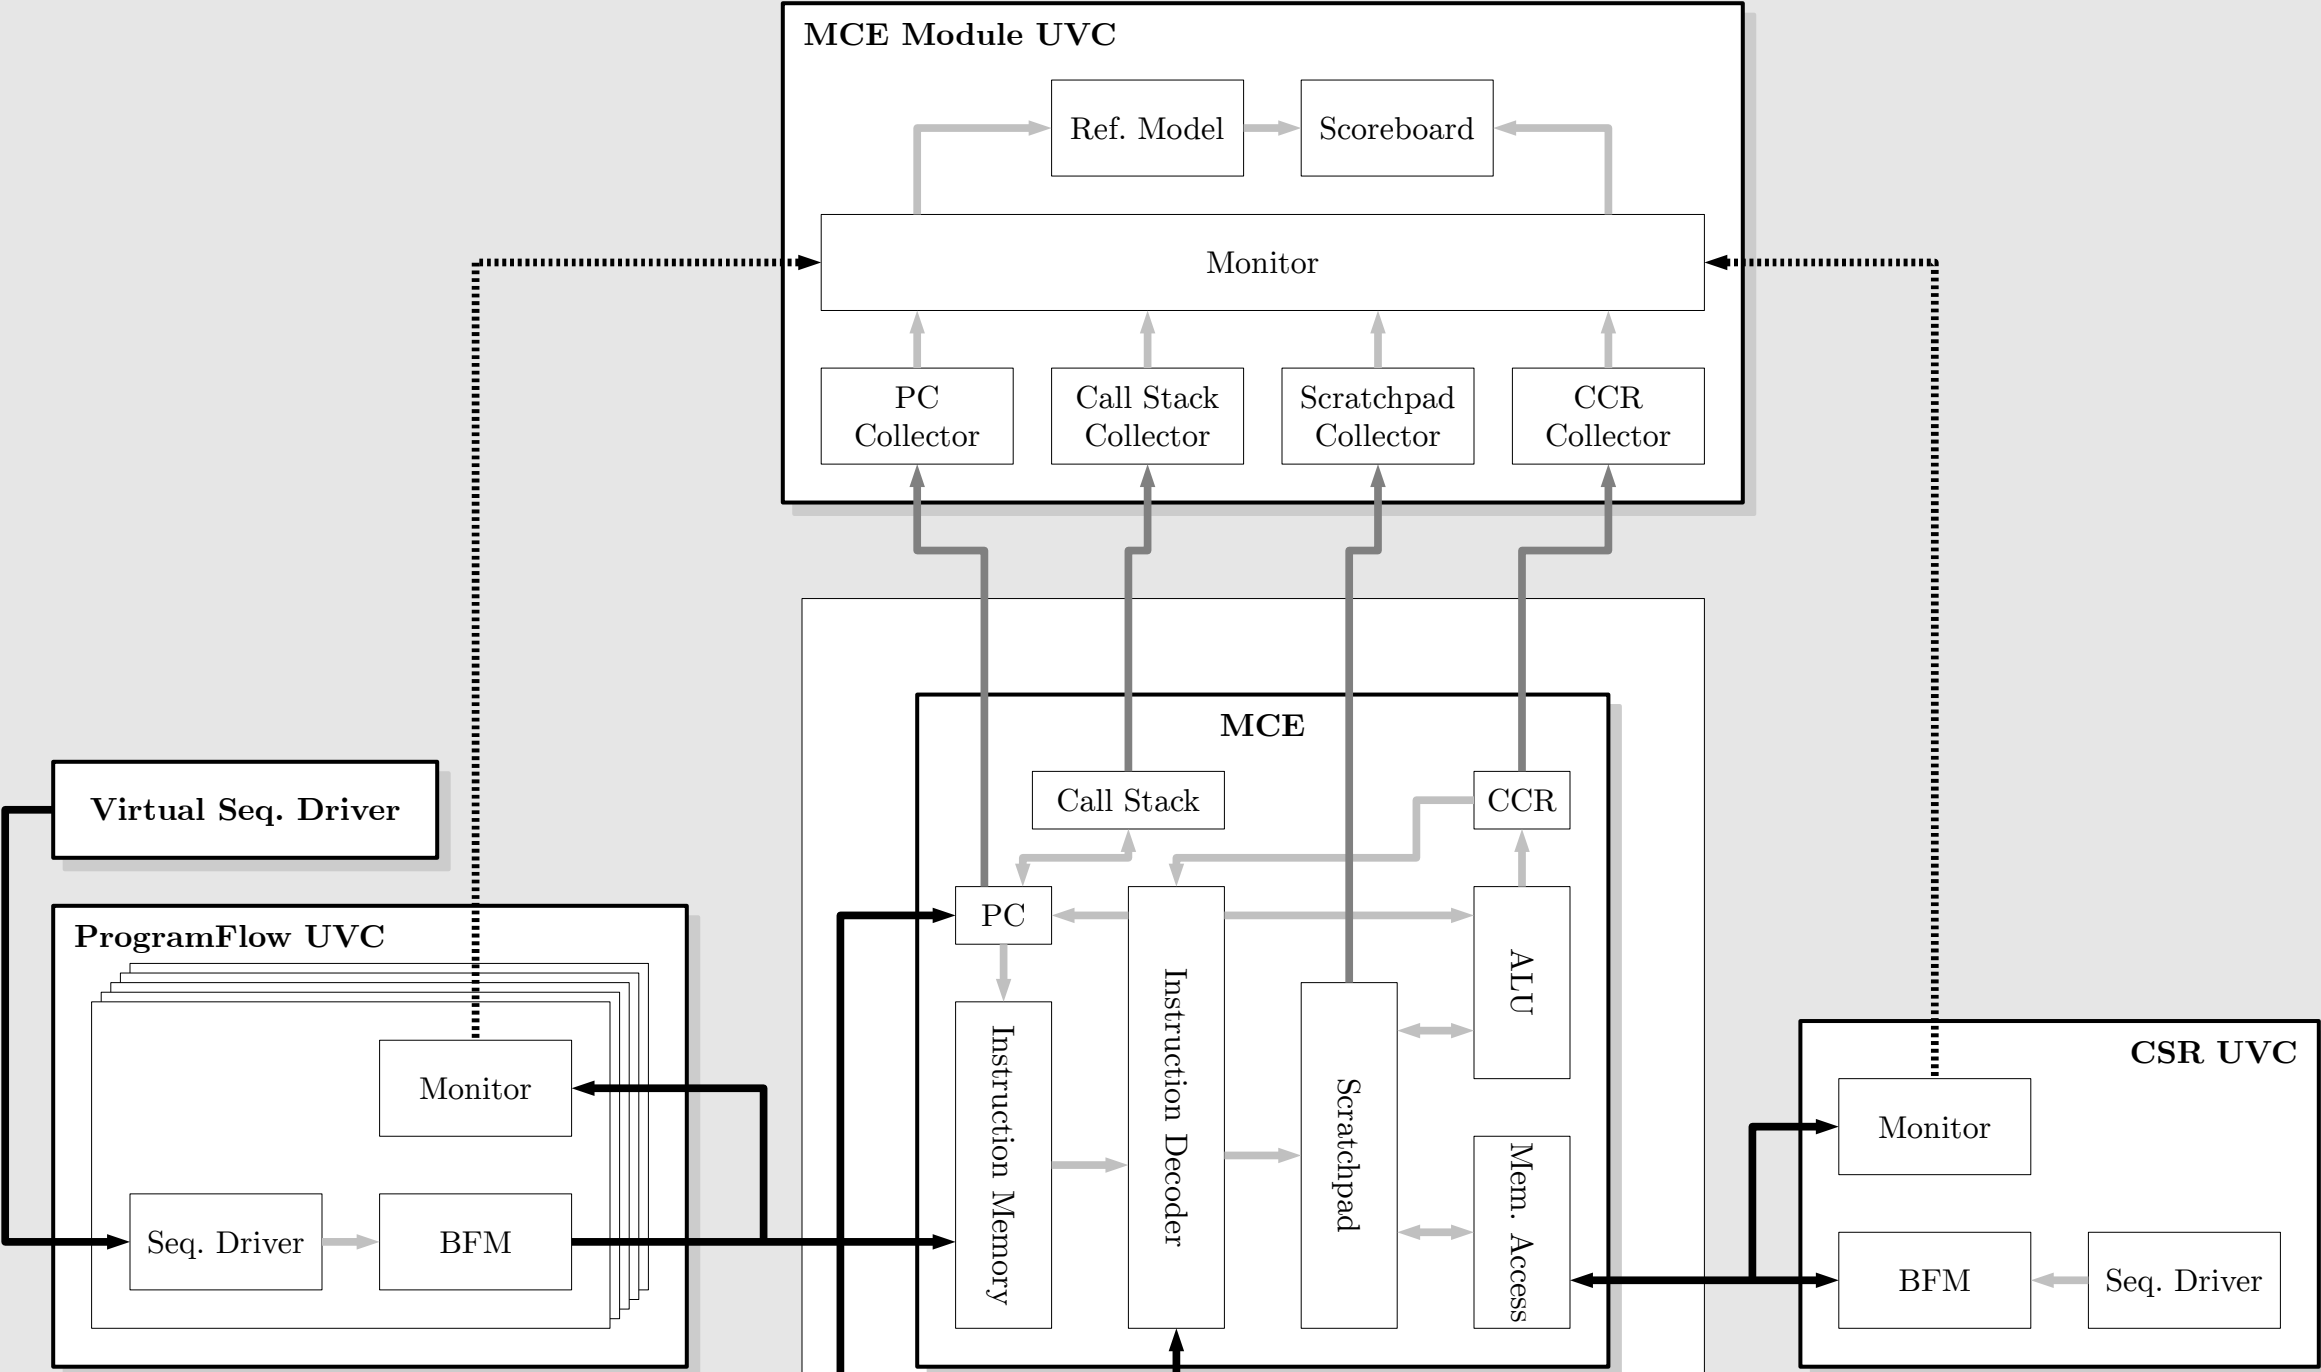 MCE Module UVC
Ref. Model
Scoreboard
Monitor
PC
Collector
Call Stack
Collector
Scratchpad
Collector
CCR
Collector
MCE
Call Stack
CCR
PC
Instruction Memory
Instruction Decoder
Scratchpad
ALU
Mem. Access
Virtual Seq. Driver
ProgramFlow UVC
Monitor
Seq. Driver
BFM
CSR UVC
Monitor
BFM
Seq. Driver